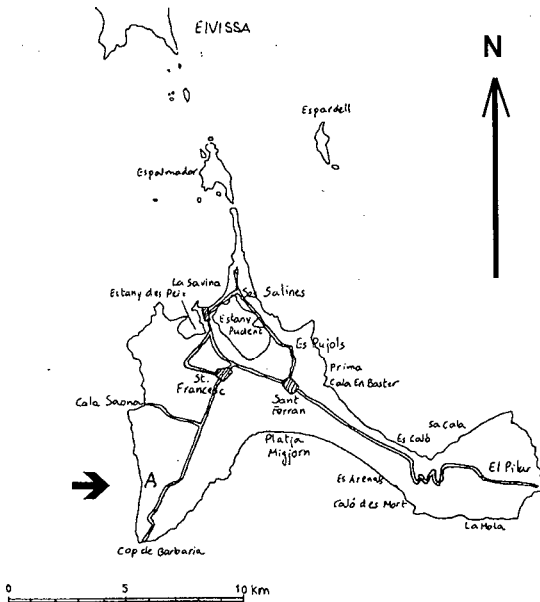 EIVISSA
N
Espardell
Espalmador
La Savina
Estany des Peix
Ses Salines
Estany
Pudent
Es Pujols
Prima
Cala En Baster
St.
Francesc
Sant
Ferran
Cala Saona
Sa Cala
Es Caló
Platja
Migjorn
El Pilar
Es Arenals
Caló des Mort
La Mola
A
Cap de Barbaria
0 5 10 Km